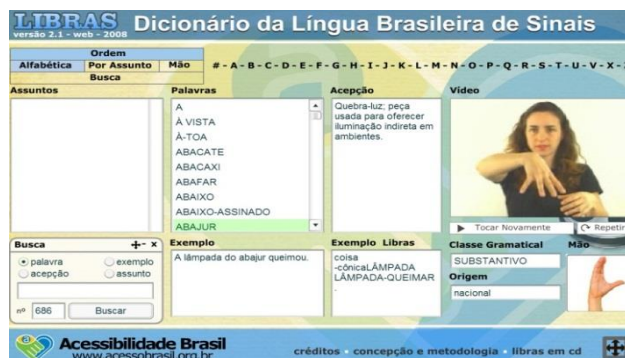 LIBRAS Dicionário da Língua Brasileira de Sinais
versão 2.1 - web - 2008
Ordem
Alfabética Por Assunto Mão
Busca
# - A - B - C - D - E - F - G - H - I - J - K - L - M - N - O - P - Q - R - S - T - U - V - X -
Assuntos
Palavras
A
À VISTA
À-TOA
ABACATE
ABACAXI
ABAFAR
ABAIXO
ABAIXO-ASSINADO
ABAJUR
Acepção
Quebra-luz; peça
usada para oferecer
iluminação indireta em
ambientes.
Vídeo
Tocar Novamente
Repetir
Busca + - x
palavra exemplo
acepção assunto
nº 686 Buscar
Exemplo
A lâmpada do abajur queimou.
Exemplo Libras
coisa
-cônicaLÂMPADA
LÂMPADA-QUEIMAR
.
Classe Gramatical
SUBSTANTIVO
Origem
nacional
Mão
Acessibilidade Brasil
www.acessobrasil.org.br
créditos - concepção e metodologia - libras em cd